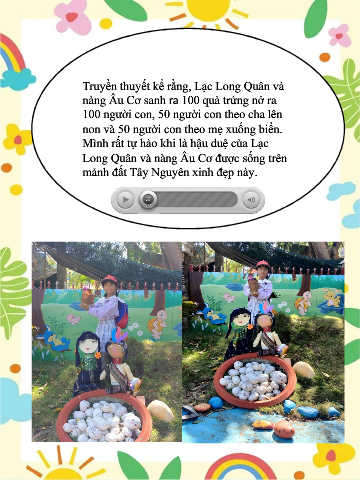 Truyền thuyết kể rằng, Lạc Long Quân và
nàng Âu Cơ sanh ra 100 quả trứng nở ra
100 người con, 50 người con theo cha lên
non và 50 người con theo mẹ xuống biển.
Mình rất tự hào khi là hậu duệ của Lạc
Long Quân và nàng Âu Cơ được sống trên
mảnh đất Tây Nguyên xinh đẹp này.